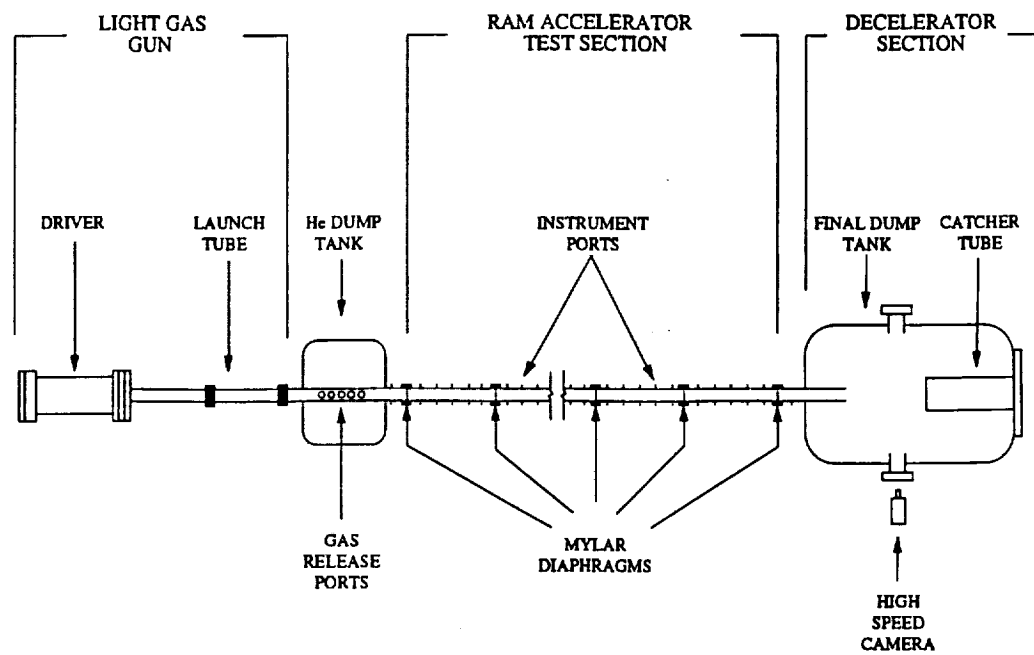 LIGHT GAS
GUN
RAM ACCELERATOR
TEST SECTION
DECELERATOR
SECTION
DRIVER
LAUNCH
TUBE
He DUMP
TANK
INSTRUMENT
PORTS
FINAL DUMP
TANK
CATCHER
TUBE
GAS
RELEASE
PORTS
MYLAR
DIAPHRAGMS
HIGH
SPEED
CAMERA